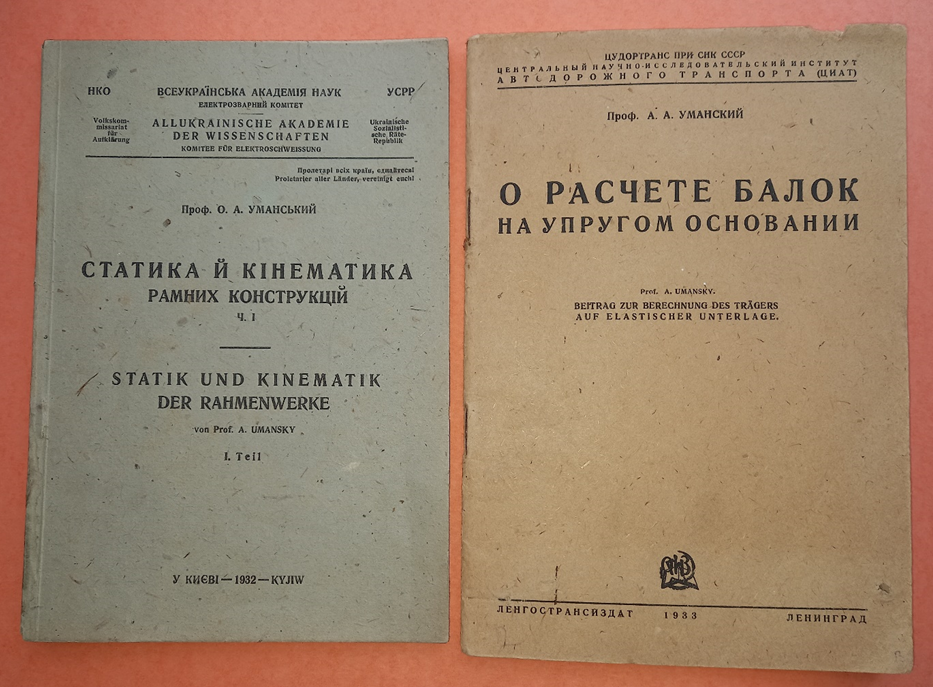 НКО
ВСЕУКРАЇНСЬКА АКАДЕМІЯ НАУК
УСРР
ЕЛЕКТРОЗВАРНИЙ КОМІТЕТ
Volkskom-
missariat
für
Aufklärung
ALLUKRAINISCHE AKADEMIE
DER WISSENSCHAFTEN
KOMITEE FÜR ELEKTROSCHWEISSUNG
Ukrainische
Sozialisti-
sche Räte-
Republik
Пролетарі всіх країн, єднайтеся!
Proletarier aller Länder, vereinigt euch!
Проф. О. А. УМАНСЬКИЙ
СТАТИКА Й КІНЕМАТИКА
РАМНИХ КОНСТРУКЦІЙ
Ч. I
STATIK UND KINEMATIK
DER RAHMENWERKE
von Prof. A. UMANSKY
I. Teil
У КИЄВІ — 1932 — KYJIW
ЦУДОРТРАНС ПРИ СНК СССР
ЦЕНТРАЛЬНЫЙ НАУЧНО-ИССЛЕДОВАТЕЛЬСКИЙ ИНСТИТУТ
АВТОДОРОЖНОГО ТРАНСПОРТА (ЦИАТ)
Проф. А. А. УМАНСКИЙ
О РАСЧЕТЕ БАЛОК
НА УПРУГОМ ОСНОВАНИИ
Prof. A. UMANSKY.
BEITRAG ZUR BERECHNUNG DES TRÄGERS
AUF ELASTISCHER UNTERLAGE.
ЛЕНГОСТРАНСИЗДАТ 1933 ЛЕНИНГРАД